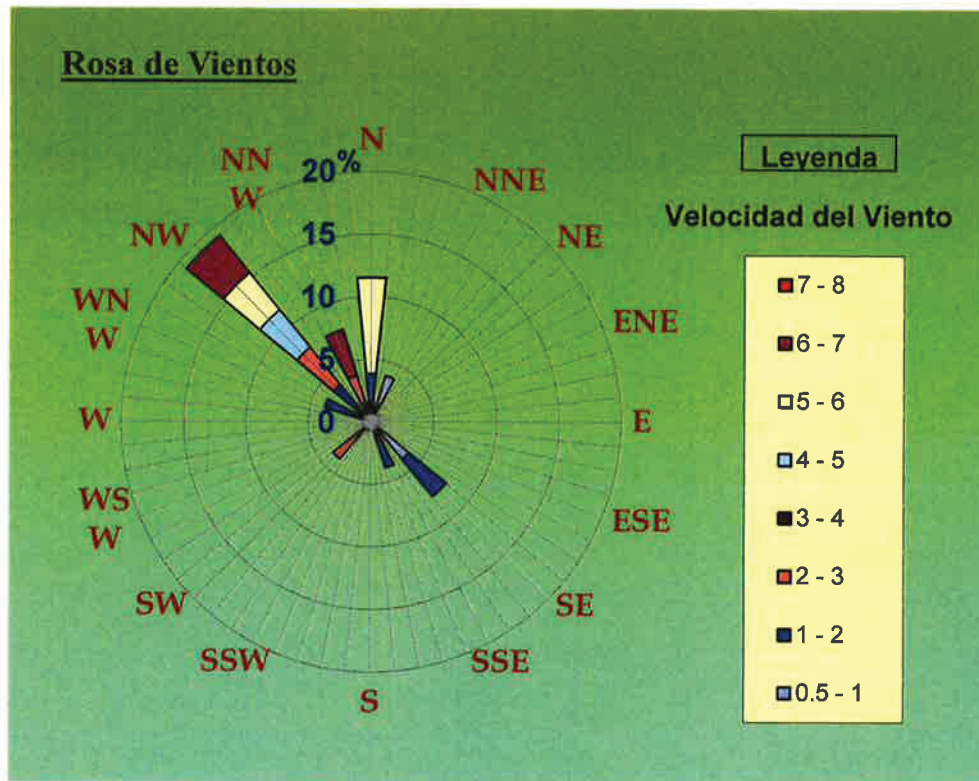 Rosa de Vientos
N
NNE
NE
ENE
E
ESE
SE
SSE
S
SSW
SW
WS
W
W
WN
W
NW
NN
W
20%
15
10
5
0
Leyenda
Velocidad del Viento
7 - 8
6 - 7
5 - 6
4 - 5
3 - 4
2 - 3
1 - 2
0.5 - 1